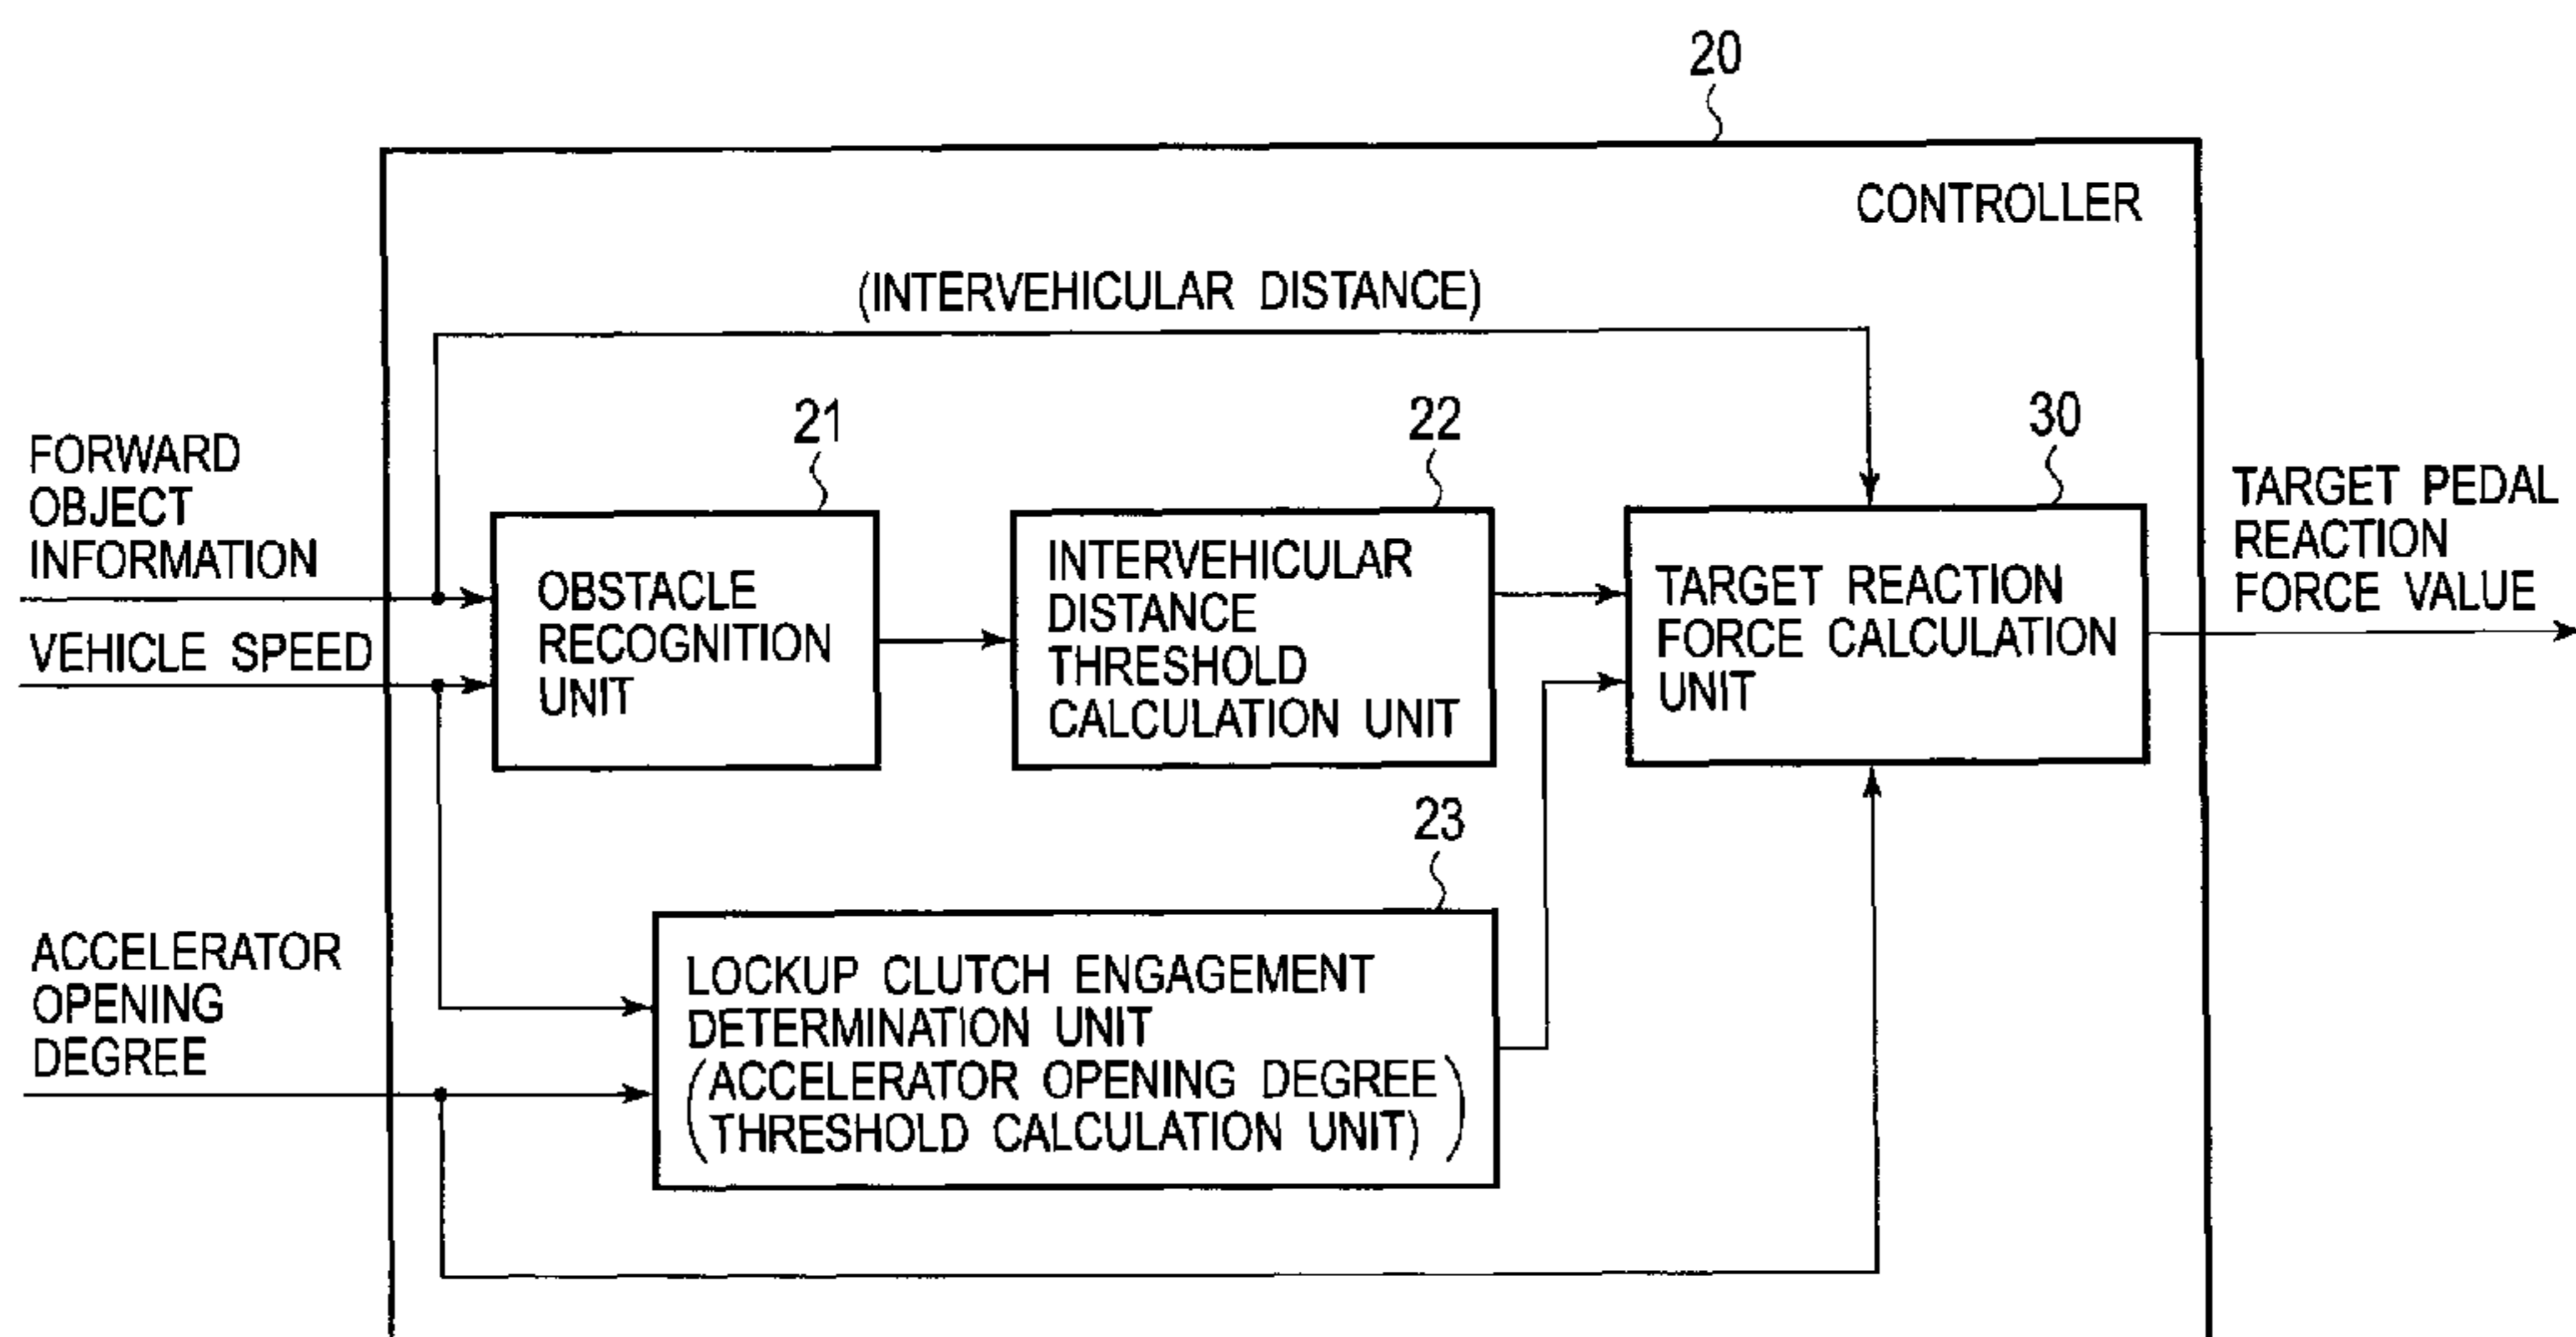 20
CONTROLLER
(INTERVEHICULAR DISTANCE)
21
22
30
FORWARD
OBJECT
INFORMATION
VEHICLE SPEED
OBSTACLE
RECOGNITION
UNIT
INTERVEHICULAR
DISTANCE
THRESHOLD
CALCULATION UNIT
TARGET REACTION
FORCE CALCULATION
UNIT
TARGET PEDAL
REACTION
FORCE VALUE
23
ACCELERATOR
OPENING
DEGREE
LOCKUP CLUTCH ENGAGEMENT
DETERMINATION UNIT
(ACCELERATOR OPENING DEGREE
THRESHOLD CALCULATION UNIT))